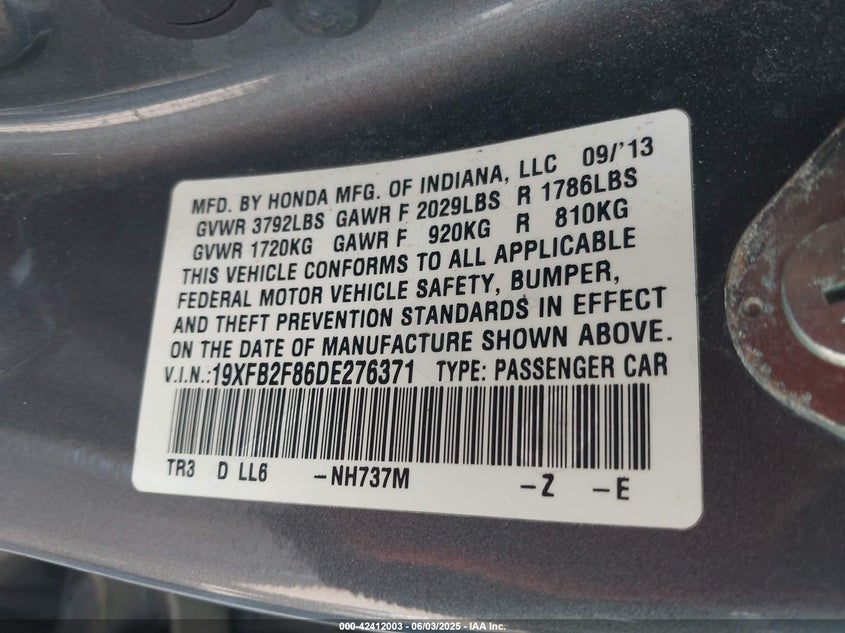 MFD. BY HONDA MFG. OF INDIANA, LLC 09/'13
GVWR 3792LBS GAWR F 2029LBS R 1786LBS
GVWR 1720KG GAWR F 920KG R 810KG
THIS VEHICLE CONFORMS TO ALL APPLICABLE
FEDERAL MOTOR VEHICLE SAFETY, BUMPER,
AND THEFT PREVENTION STANDARDS IN EFFECT
ON THE DATE OF MANUFACTURE SHOWN ABOVE.
V.I.N.:19XFB2F86DE276371 TYPE: PASSENGER CAR
TR3 D LL6 -NH737M -Z -E
000-42412003 - 06/03/2025 - IAA Inc.